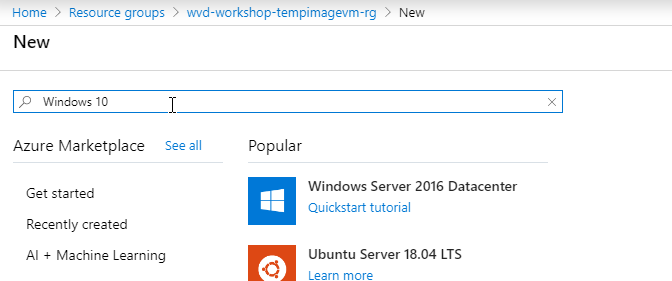 Home > Resource groups > wvd-workshop-tempimagevm-rg > New
New
Windows 10
Azure Marketplace See all
Popular
Get started
Recently created
AI + Machine Learning
Windows Server 2016 Datacenter
Quickstart tutorial
Ubuntu Server 18.04 LTS
Learn more